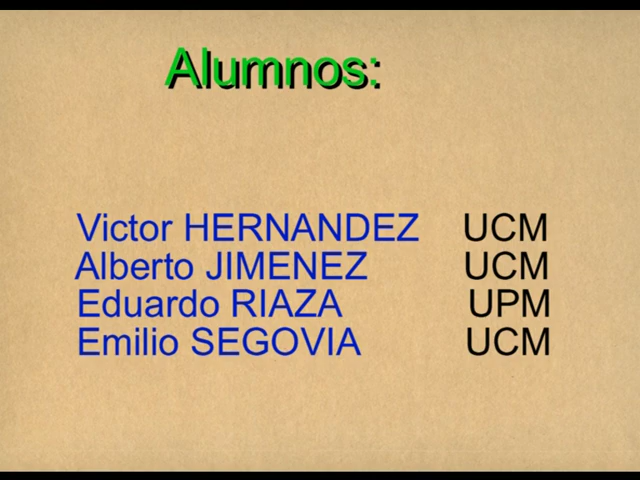 Alumnos:
Victor HERNANDEZ UCM
Alberto JIMENEZ UCM
Eduardo RIAZA UPM
Emilio SEGOVIA UCM